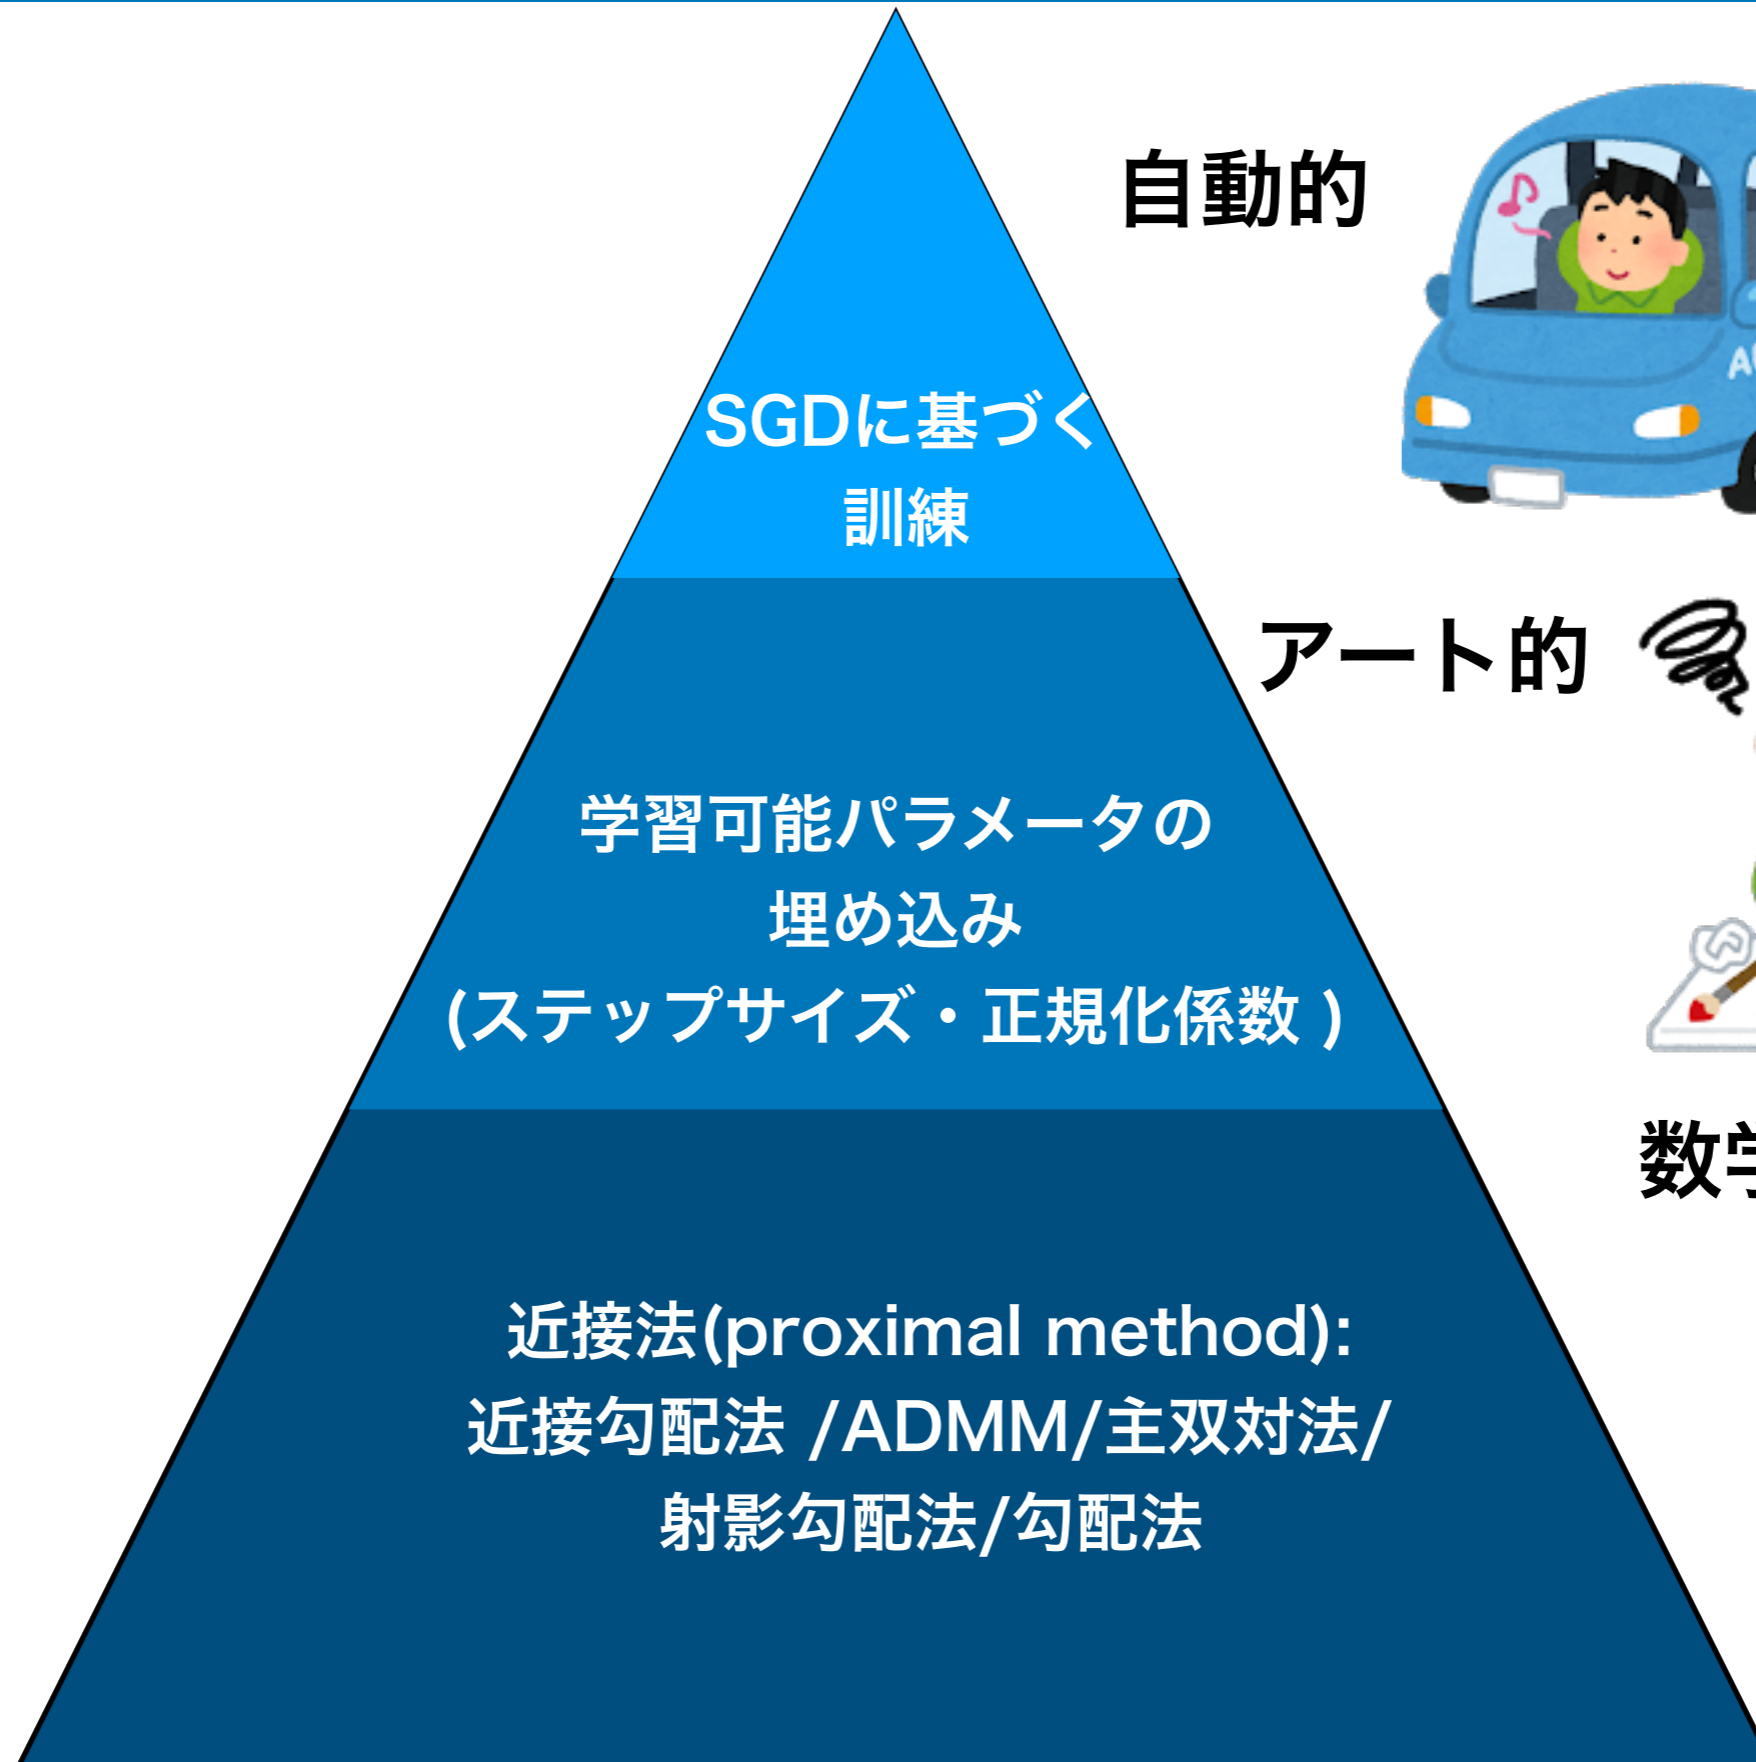 自動的
SGDに基づく
訓練
アート的
学習可能パラメータの
埋め込み
(ステップサイズ・正規化係数 )
数学
近接法(proximal method):
近接勾配法 /ADMM/主双対法/
射影勾配法/勾配法